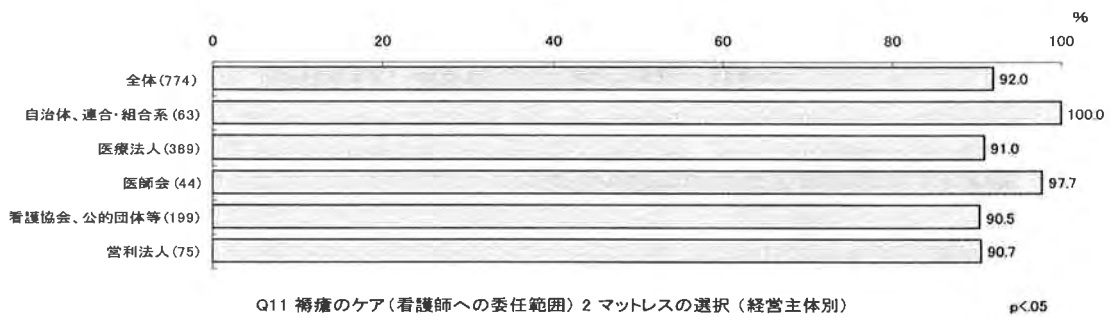 %
0 20 40 60 80 100
全体(774) 92.0
自治体、連合・組合系(63) 100.0
医療法人(389) 91.0
医師会(44) 97.7
看護協会、公的団体等(199) 90.5
営利法人(75) 90.7
Q11 褥瘡のケア(看護師への委任範囲) 2 マットレスの選択 (経営主体別) p<.05